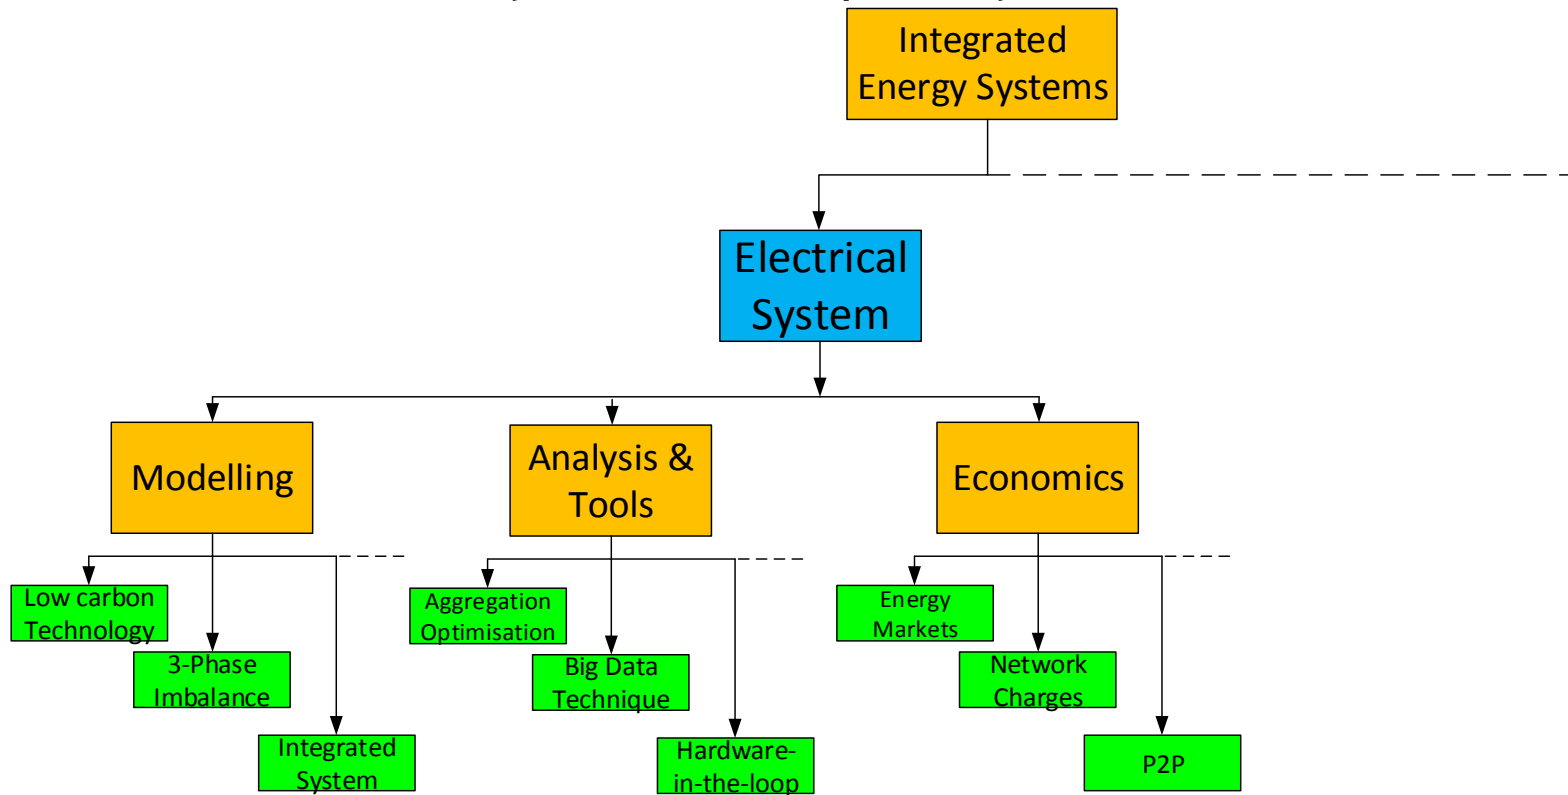 Integrated
Energy Systems
Electrical
System
Modelling
Analysis &
Tools
Economics
Low carbon
Technology
3-Phase
Imbalance
Integrated
System
Aggregation
Optimisation
Big Data
Technique
Hardware-
in-the-loop
Energy
Markets
Network
Charges
P2P